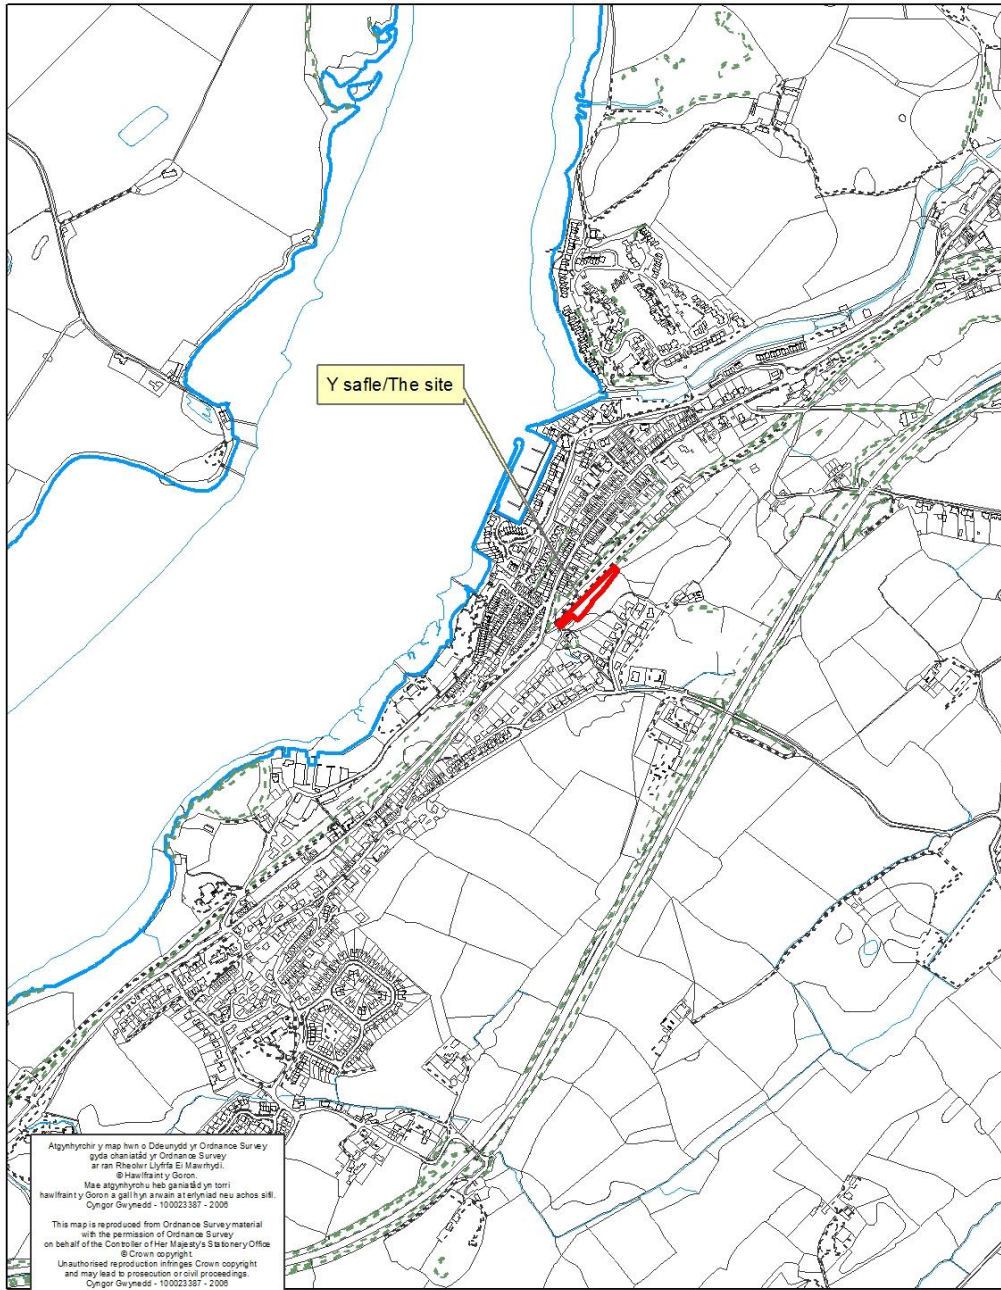 Y safle/The site
Atgynhyrchir y map hwn o Ddeunydd yr Ordnance Survey
gyda chaniatâd yr Ordnance Survey
ar ran Rheolwr Llyfrfa Ei Mawrhydi.
© Hawlfraint y Goron.
Mae atgynhyrchu heb ganiatâd yn torri
hawlfraint y Goron a gall hyn arwain at erlyniad neu achos sifil.
Cyngor Gwynedd - 100023387 - 2006
This map is reproduced from Ordnance Survey material
with the permission of Ordnance Survey
on behalf of the Controller of Her Majesty's Stationery Office
© Crown copyright.
Unauthorised reproduction infringes Crown copyright
and may lead to prosecution or civil proceedings.
Cyngor Gwynedd - 100023387 - 2006